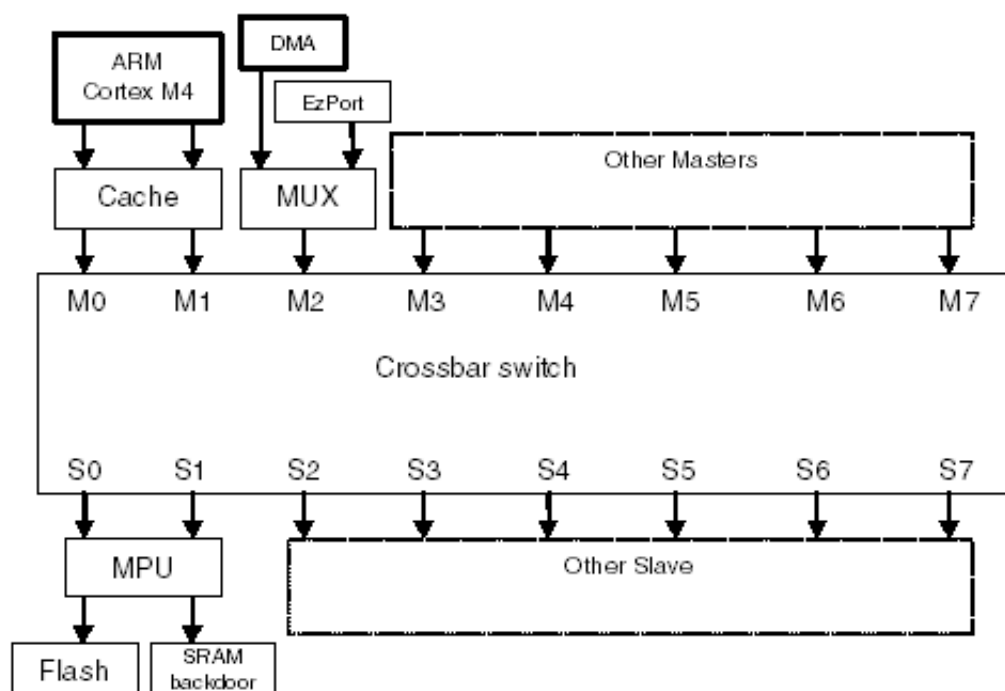 ARM
Cortex M4
DMA
EzPort
Cache
MUX
Other Masters
M0 M1 M2 M3 M4 M5 M6 M7
Crossbar switch
S0 S1 S2 S3 S4 S5 S6 S7
MPU
Other Slave
Flash
SRAM
backdoor